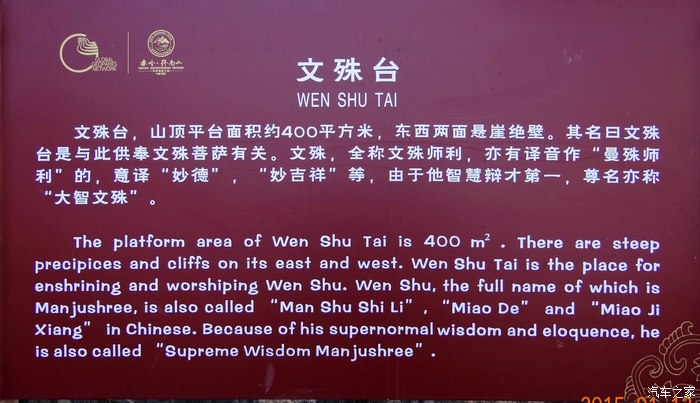 GLOBAL
GEOPARKS
NETWORK
秦岭·终南山
文殊台
WEN SHU TAI
文殊台，山顶平台面积约400平方米，东西两面悬崖绝壁。其名曰文殊
台是与此供奉文殊菩萨有关。文殊，全称文殊师利，亦有译音作“曼殊师
利”的，意译“妙德”，“妙吉祥”等，由于他智慧辩才第一，尊名亦称
“大智文殊”。
The platform area of Wen Shu Tai is 400 m². There are steep
precipices and cliffs on its east and west. Wen Shu Tai is the place for
enshrining and worshiping Wen Shu. Wen Shu, the full name of which is
Manjushree, is also called “Man Shu Shi Li”, “Miao De” and “Miao Ji
Xiang” in Chinese. Because of his supernormal wisdom and eloquence, he
is also called “Supreme Wisdom Manjushree”.
汽车之家